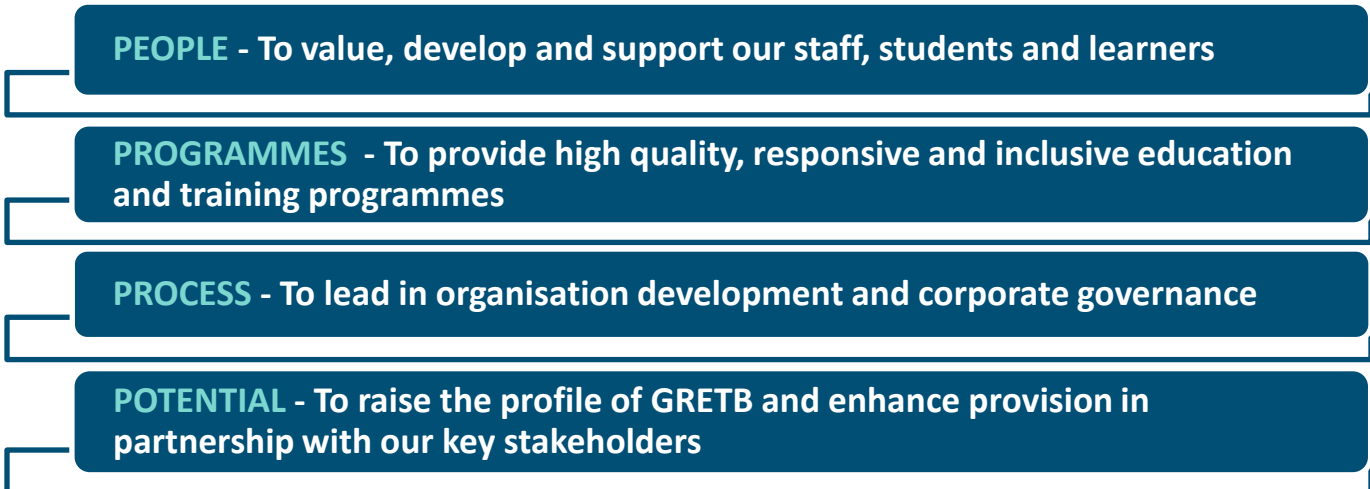 PEOPLE - To value, develop and support our staff, students and learners
PROGRAMMES - To provide high quality, responsive and inclusive education
and training programmes
PROCESS - To lead in organisation development and corporate governance
POTENTIAL - To raise the profile of GRETB and enhance provision in
partnership with our key stakeholders